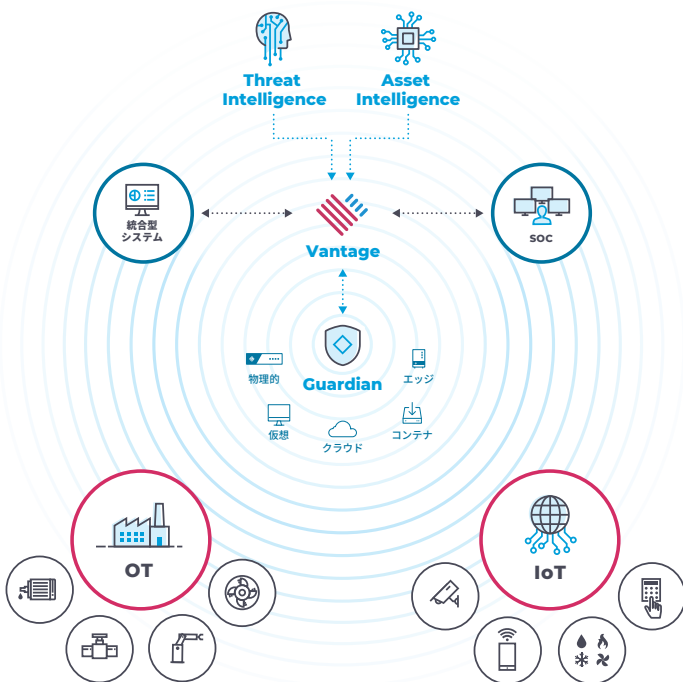 Threat
Intelligence
Asset
Intelligence
統合型
システム
SOC
Vantage
Guardian
物理的
エッジ
仮想
クラウド
コンテナ
OT
IoT